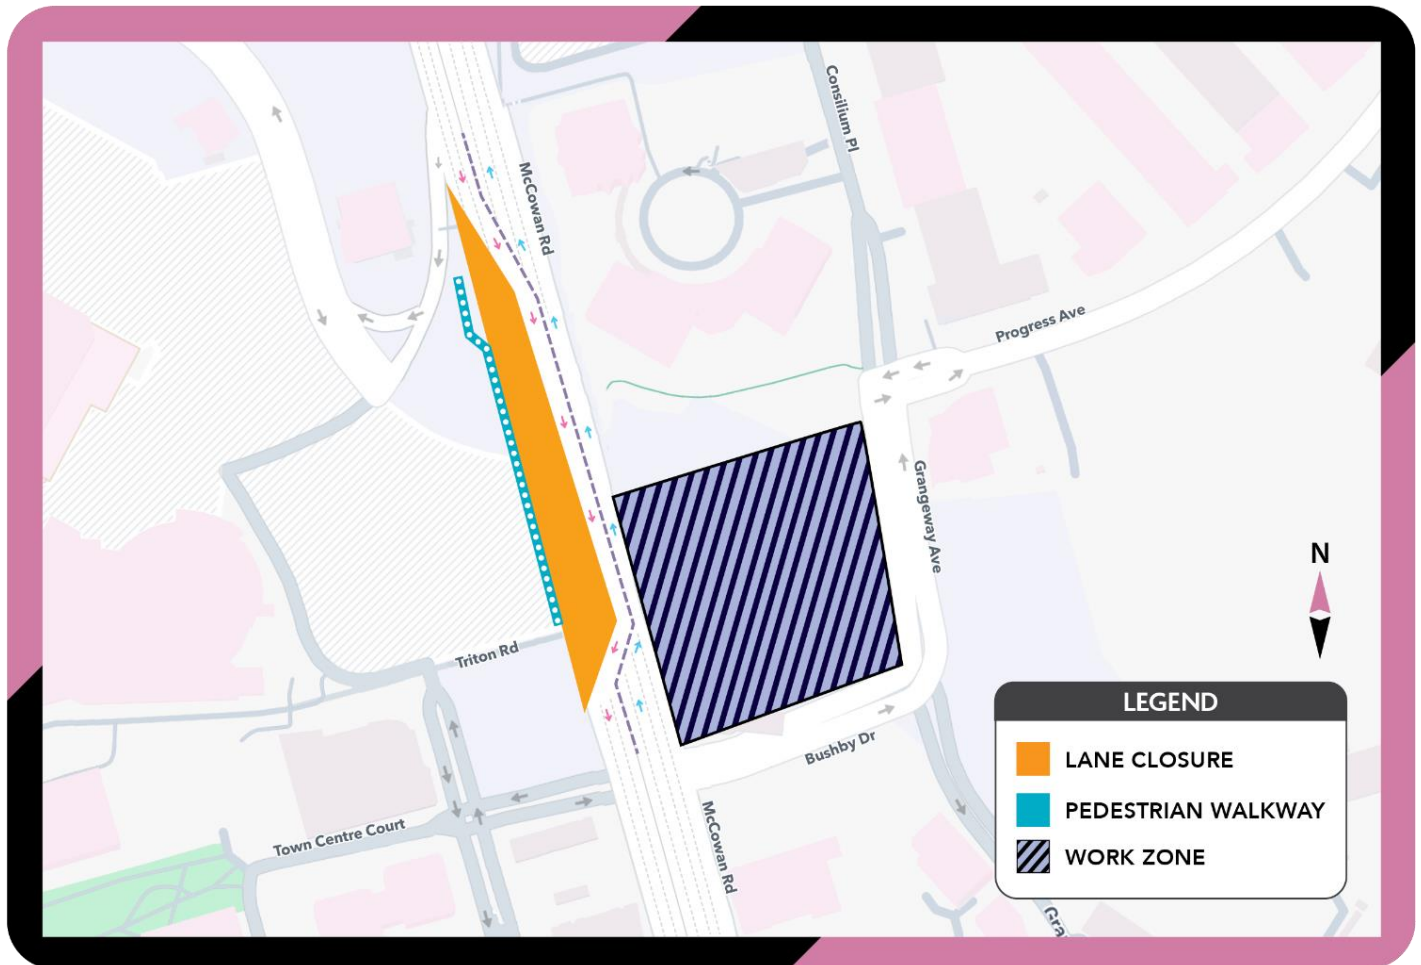 Consilium Pl
McCowan Rd
Progress Ave
Grangeway Ave
N
Triton Rd
Bushby Dr
Town Centre Court
McCowan Rd
Gra
LEGEND
LANE CLOSURE
PEDESTRIAN WALKWAY
WORK ZONE